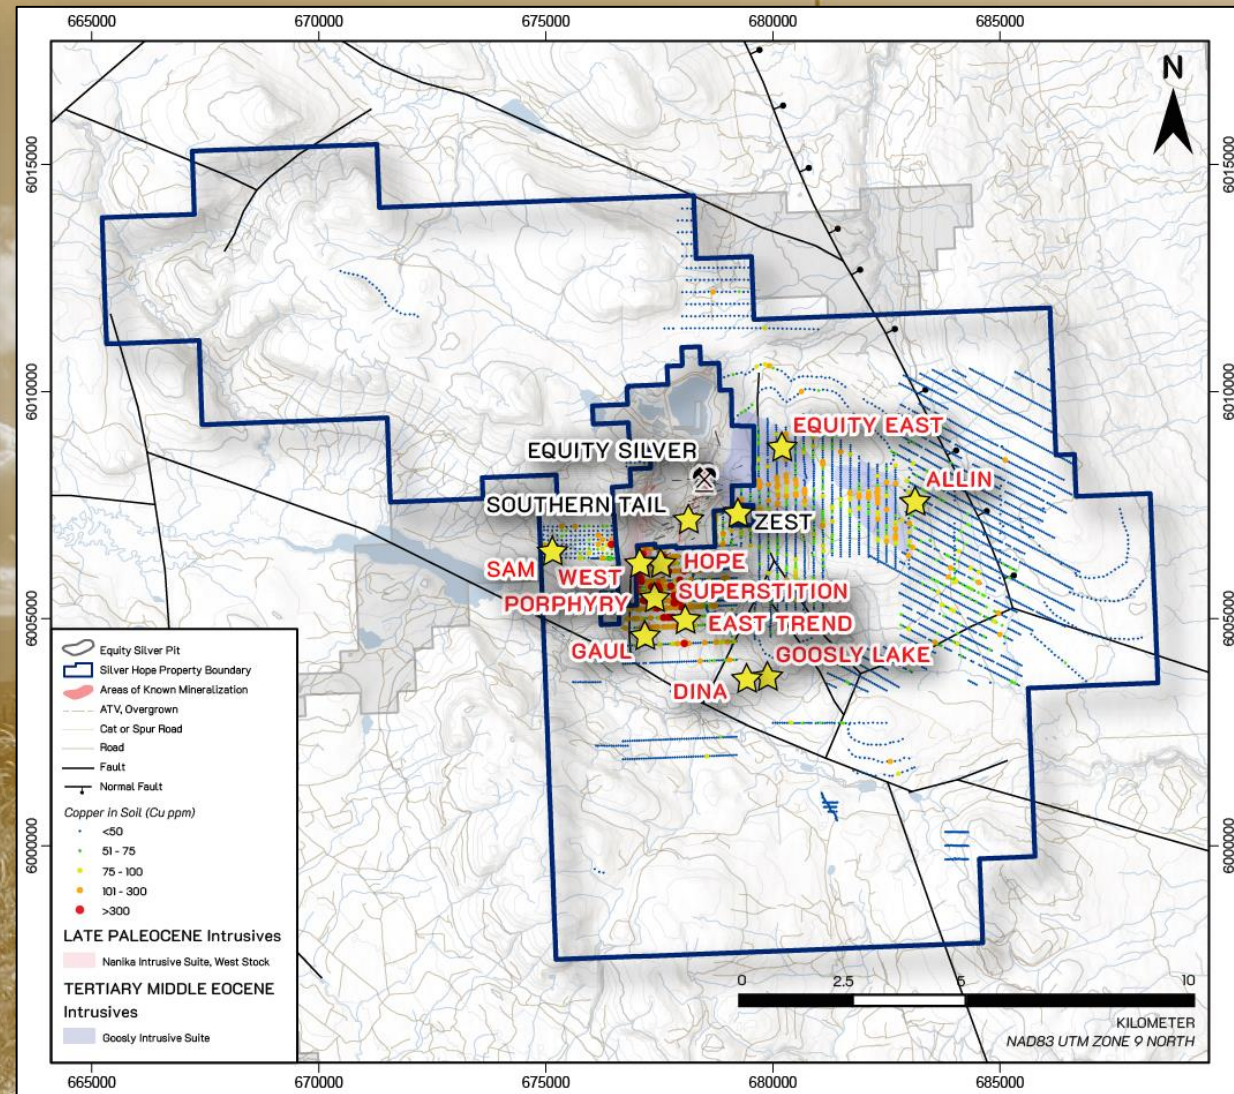 665000 670000 675000 680000 685000
N
6015000 6015000
6010000 6010000
EQUITY EAST
EQUITY SILVER
ALLIN
SOUTHERN TAIL
ZEST
HOPE
SAM
WEST
SUPERSTITION
PORPHYRY
6005000 6005000
EAST TREND
GAUL
GOOSLY LAKE
DINA
Equity Silver Pit
Silver Hope Property Boundary
Areas of Known Mineralization
ATV, Overgrown
Cat or Spur Road
Road
Fault
Normal Fault
Copper in Soil (Cu ppm)
<50
51 - 75
75 - 100
101 - 300
>300
LATE PALEOCENE Intrusives
Nanika Intrusive Suite, West Stock
TERTIARY MIDDLE EOCENE
Intrusives
Goosly Intrusive Suite
6000000 6000000
0 2.5 5 10
KILOMETER
NAD83 UTM ZONE 9 NORTH
665000 670000 675000 680000 685000